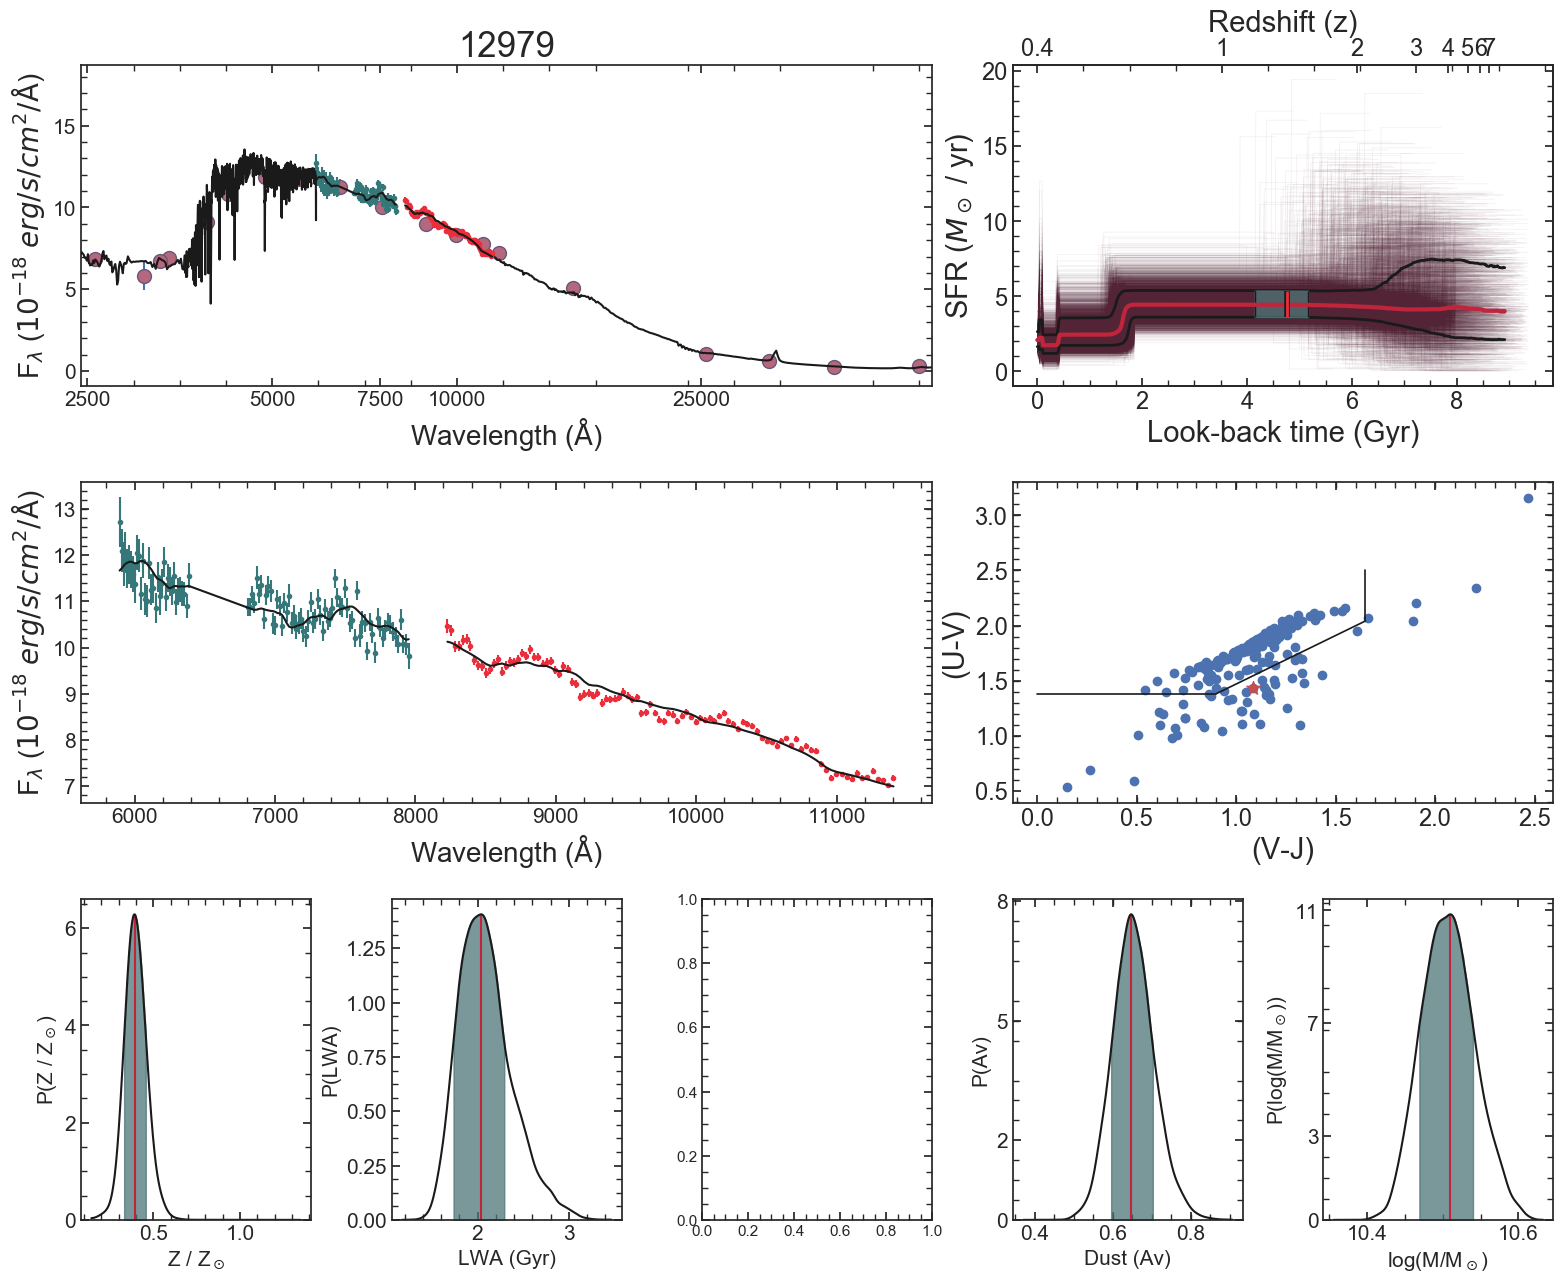 12979
F_λ (10^−18 erg/s/cm^2/Å)
15
10
5
0
2500 5000 7500 10000 25000
Wavelength (Å)
Redshift (z)
0.4 1 2 3 4 5 6 7
SFR (M_⊙ / yr)
20
15
10
5
0
0 2 4 6 8
Look-back time (Gyr)
F_λ (10^−18 erg/s/cm^2/Å)
13
12
11
10
9
8
7
6000 7000 8000 9000 10000 11000
Wavelength (Å)
(U-V)
3.0
2.5
2.0
1.5
1.0
0.5
0.0 0.5 1.0 1.5 2.0 2.5
(V-J)
P(Z / Z_⊙)
6
4
2
0
0.5 1.0
Z / Z_⊙
P(LWA)
1.25
1.00
0.75
0.50
0.25
0.00
2 3
LWA (Gyr)
1.0
0.8
0.6
0.4
0.2
0.0
0.0 0.2 0.4 0.6 0.8 1.0
P(Av)
8
5
2
0
0.4 0.6 0.8
Dust (Av)
P(log(M/M_⊙))
11
7
3
0
10.4 10.6
log(M/M_⊙)